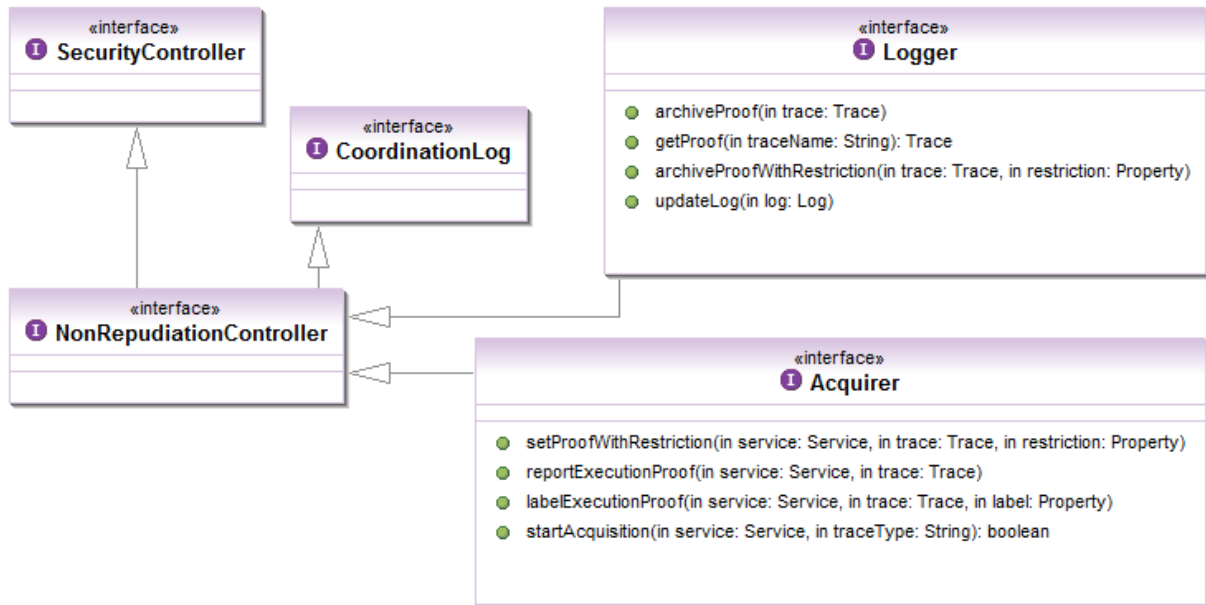 «interface»
I SecurityController
«interface»
I CoordinationLog
«interface»
I NonRepudiationController
«interface»
I Logger
archiveProof(in trace: Trace)
getProof(in traceName: String): Trace
archiveProofWithRestriction(in trace: Trace, in restriction: Property)
updateLog(in log: Log)
«interface»
I Acquirer
setProofWithRestriction(in service: Service, in trace: Trace, in restriction: Property)
reportExecutionProof(in service: Service, in trace: Trace)
labelExecutionProof(in service: Service, in trace: Trace, in label: Property)
startAcquisition(in service: Service, in traceType: String): boolean